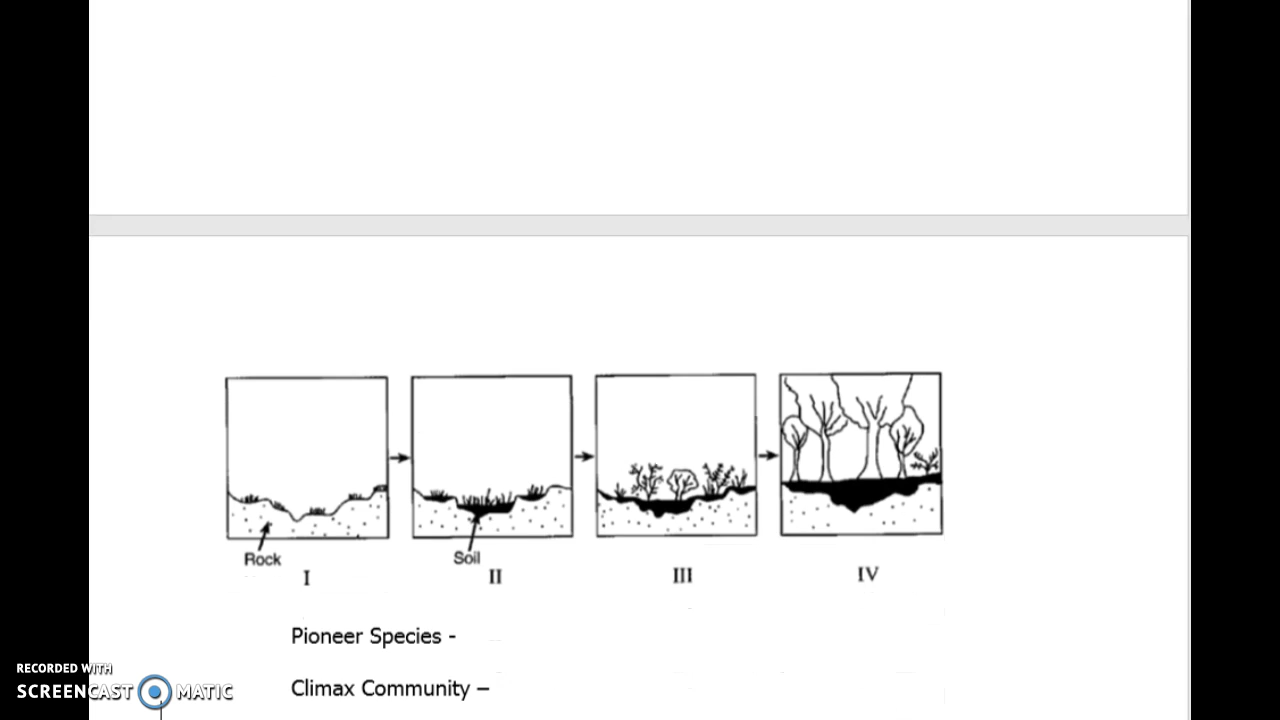 Rock
Soil
I
II
III
IV
Pioneer Species -
Climax Community –
RECORDED WITH
SCREENCAST MATIC